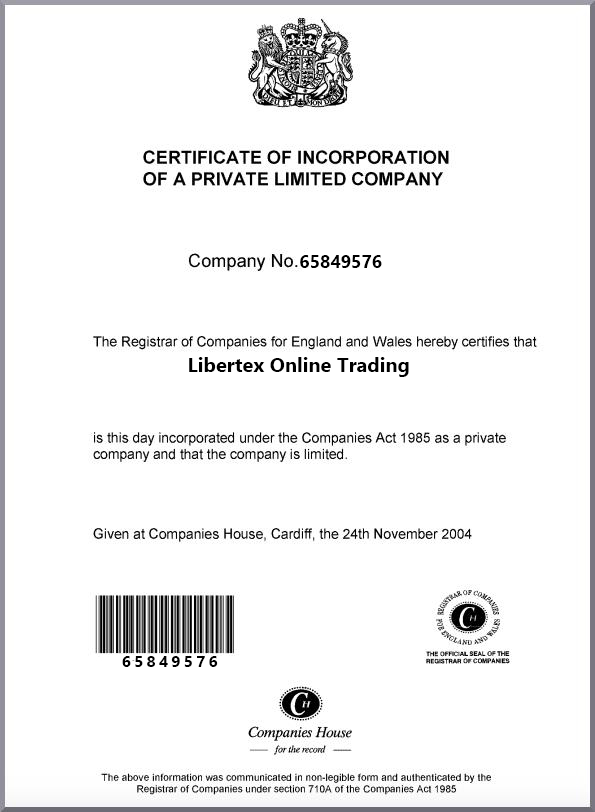 DIEU ET MON DROIT
CERTIFICATE OF INCORPORATION
OF A PRIVATE LIMITED COMPANY
Company No.65849576
The Registrar of Companies for England and Wales hereby certifies that
Libertex Online Trading
is this day incorporated under the Companies Act 1985 as a private
company and that the company is limited.
Given at Companies House, Cardiff, the 24th November 2004
65849576
REGISTRAR OF COMPANIES
FOR ENGLAND AND WALES
CH
THE OFFICIAL SEAL OF THE
REGISTRAR OF COMPANIES
CH
Companies House
for the record
The above information was communicated in non-legible form and authenticated by the
Registrar of Companies under section 710A of the Companies Act 1985